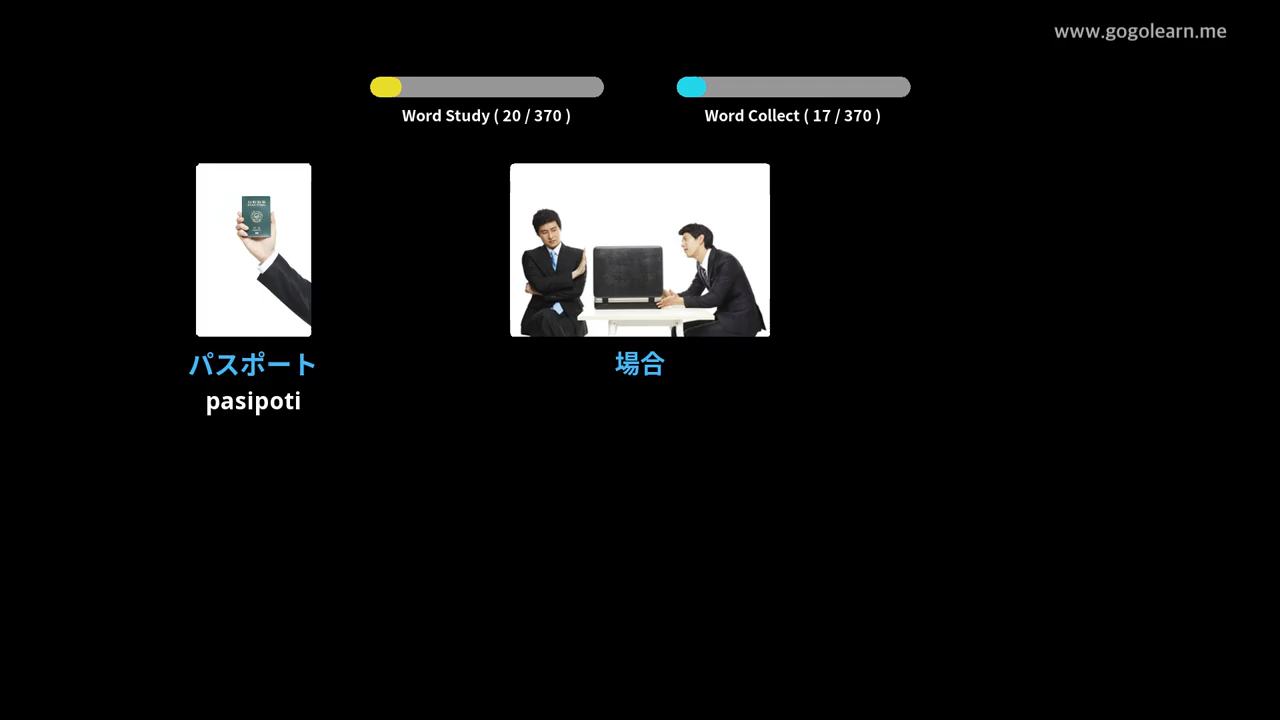 www.gogolearn.me
Word Study ( 20 / 370 )
Word Collect ( 17 / 370 )
パスポート
場合
pasipoti